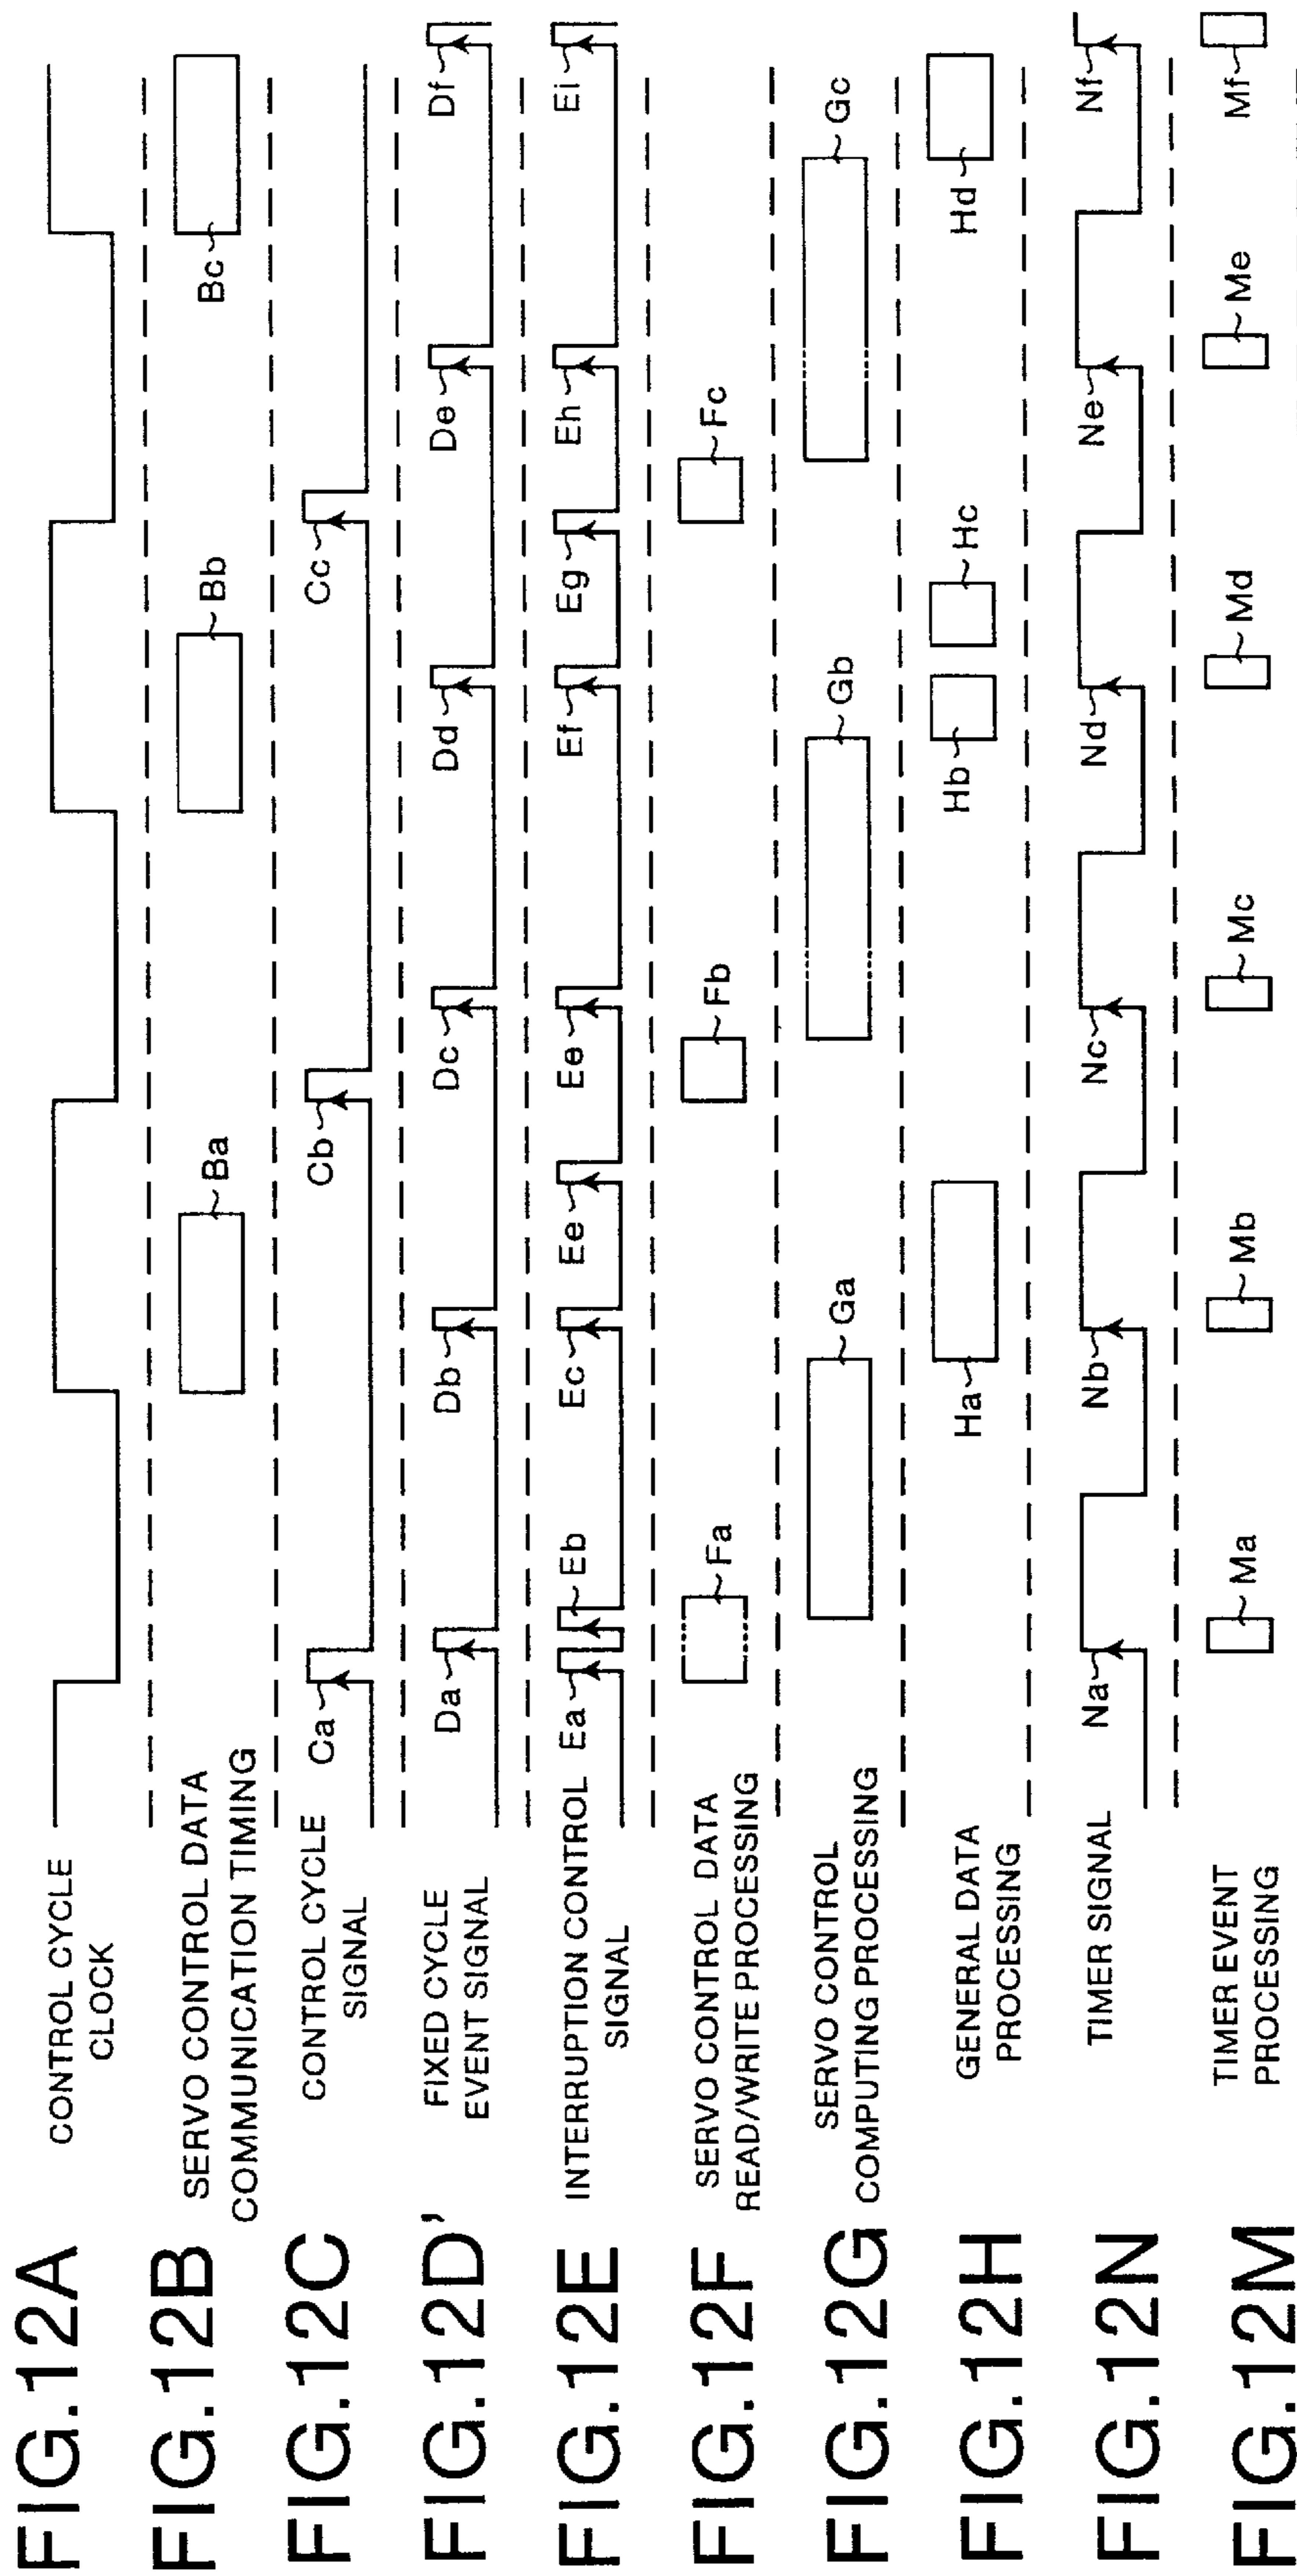 FIG.12A
CONTROL CYCLE
CLOCK
FIG.12B
SERVO CONTROL DATA
COMMUNICATION TIMING
Ba
Bb
Bc
FIG.12C
CONTROL CYCLE
SIGNAL
Ca
Cb
Cc
FIG.12D'
FIXED CYCLE
EVENT SIGNAL
Da
Db
Dc
Dd
De
Df
FIG.12E
INTERRUPTION CONTROL
SIGNAL
Ea
Eb
Ec
Ee
Ee
Ef
Eg
Eh
Ei
FIG.12F
SERVO CONTROL DATA
READ/WRITE PROCESSING
Fa
Fb
Fc
FIG.12G
SERVO CONTROL
COMPUTING PROCESSING
Ga
Gb
Gc
FIG.12H
GENERAL DATA
PROCESSING
Ha
Hb
Hc
Hd
FIG.12N
TIMER SIGNAL
Na
Nb
Nc
Nd
Ne
Nf
FIG.12M
TIMER EVENT
PROCESSING
Ma
Mb
Mc
Md
Me
Mf